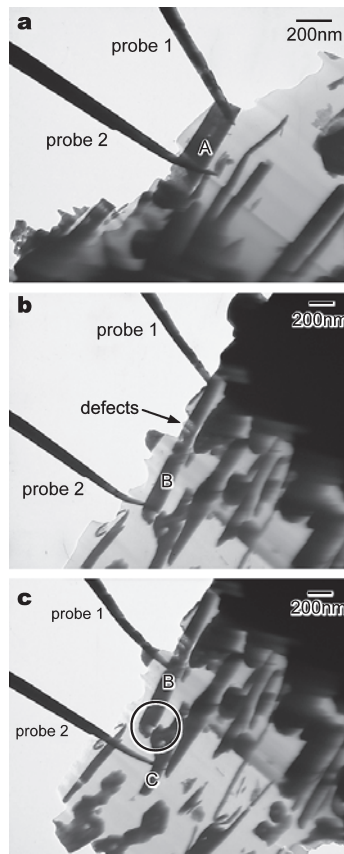 a
200nm
probe 1
probe 2
A
b
200nm
probe 1
defects
probe 2
B
c
200nm
probe 1
B
probe 2
C